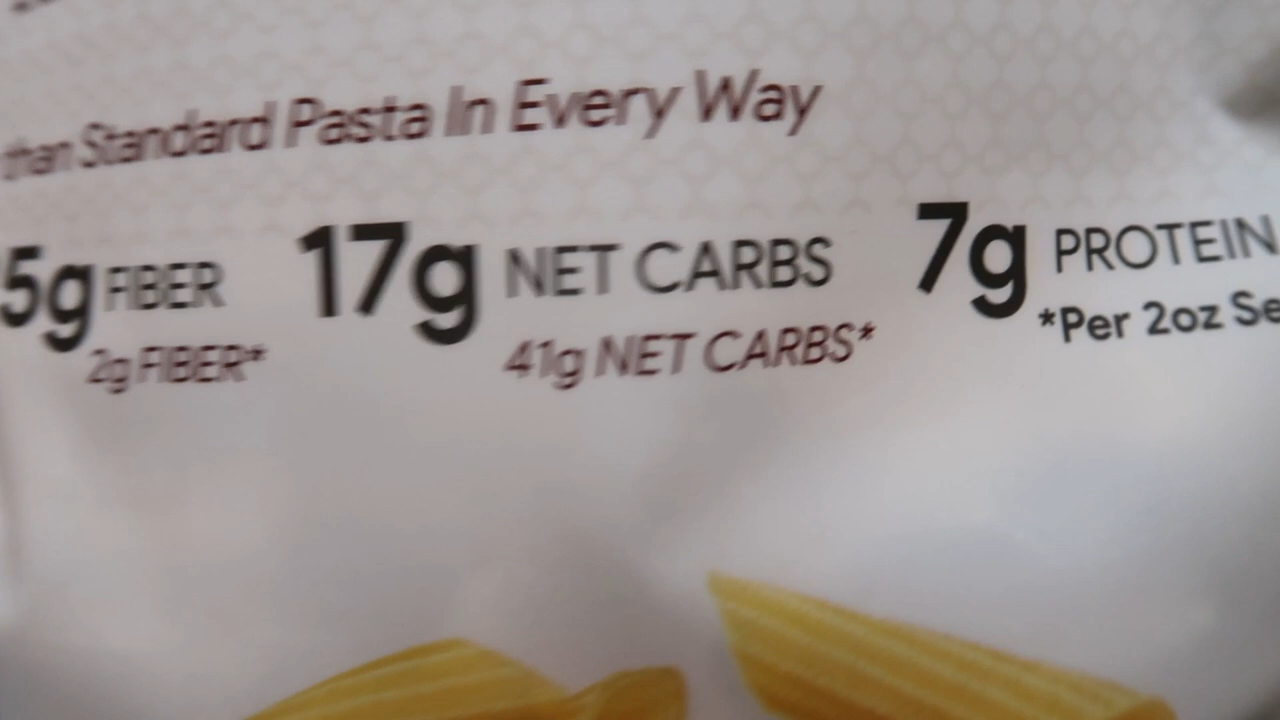 than Standard Pasta In Every Way
5g FIBER 17g NET CARBS 7g PROTEIN
2g FIBER* 41g NET CARBS* *Per 2oz